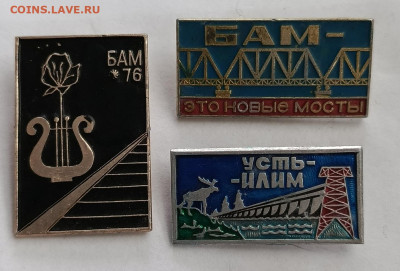 COINS.LAVE.RU
БАМ
*76
БАМ-
ЭТО НОВЫЕ МОСТЫ
УСТЬ-
-ИЛИМ